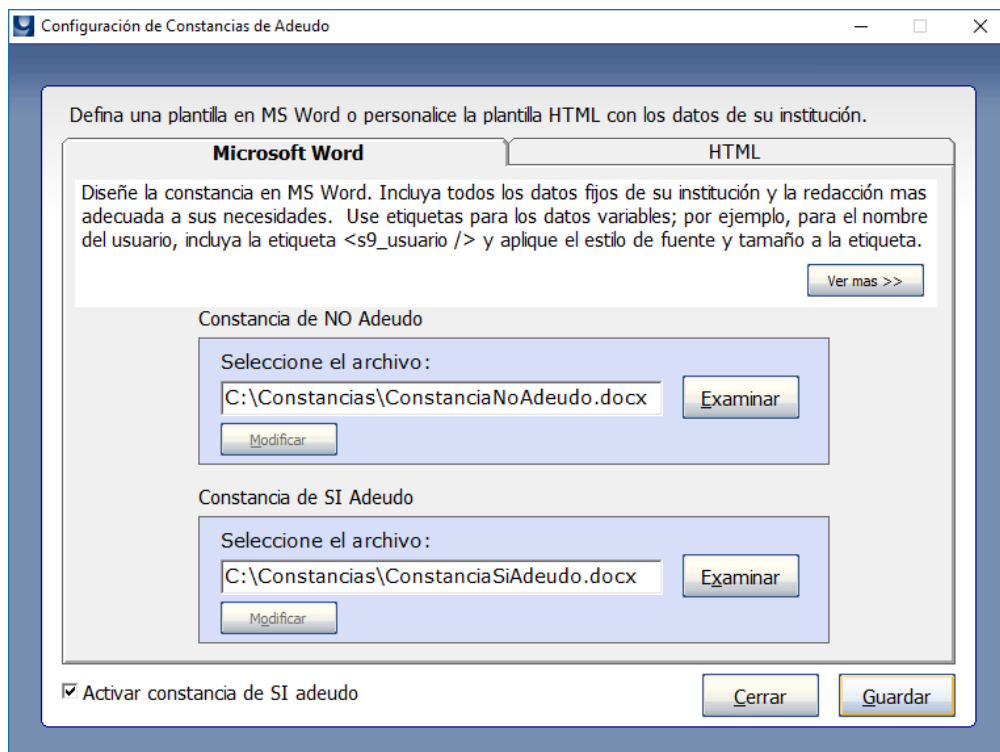 Configuración de Constancias de Adeudo
Defina una plantilla en MS Word o personalice la plantilla HTML con los datos de su institución.
Microsoft Word
HTML
Diseñe la constancia en MS Word. Incluya todos los datos fijos de su institución y la redacción mas
adecuada a sus necesidades. Use etiquetas para los datos variables; por ejemplo, para el nombre
del usuario, incluya la etiqueta <s9_usuario /> y aplique el estilo de fuente y tamaño a la etiqueta.
Ver mas >>
Constancia de NO Adeudo
Seleccione el archivo:
C:\Constancias\ConstanciaNoAdeudo.docx
Examinar
Modificar
Constancia de SI Adeudo
Seleccione el archivo:
C:\Constancias\ConstanciaSiAdeudo.docx
Examinar
Modificar
Activar constancia de SI adeudo
Cerrar
Guardar